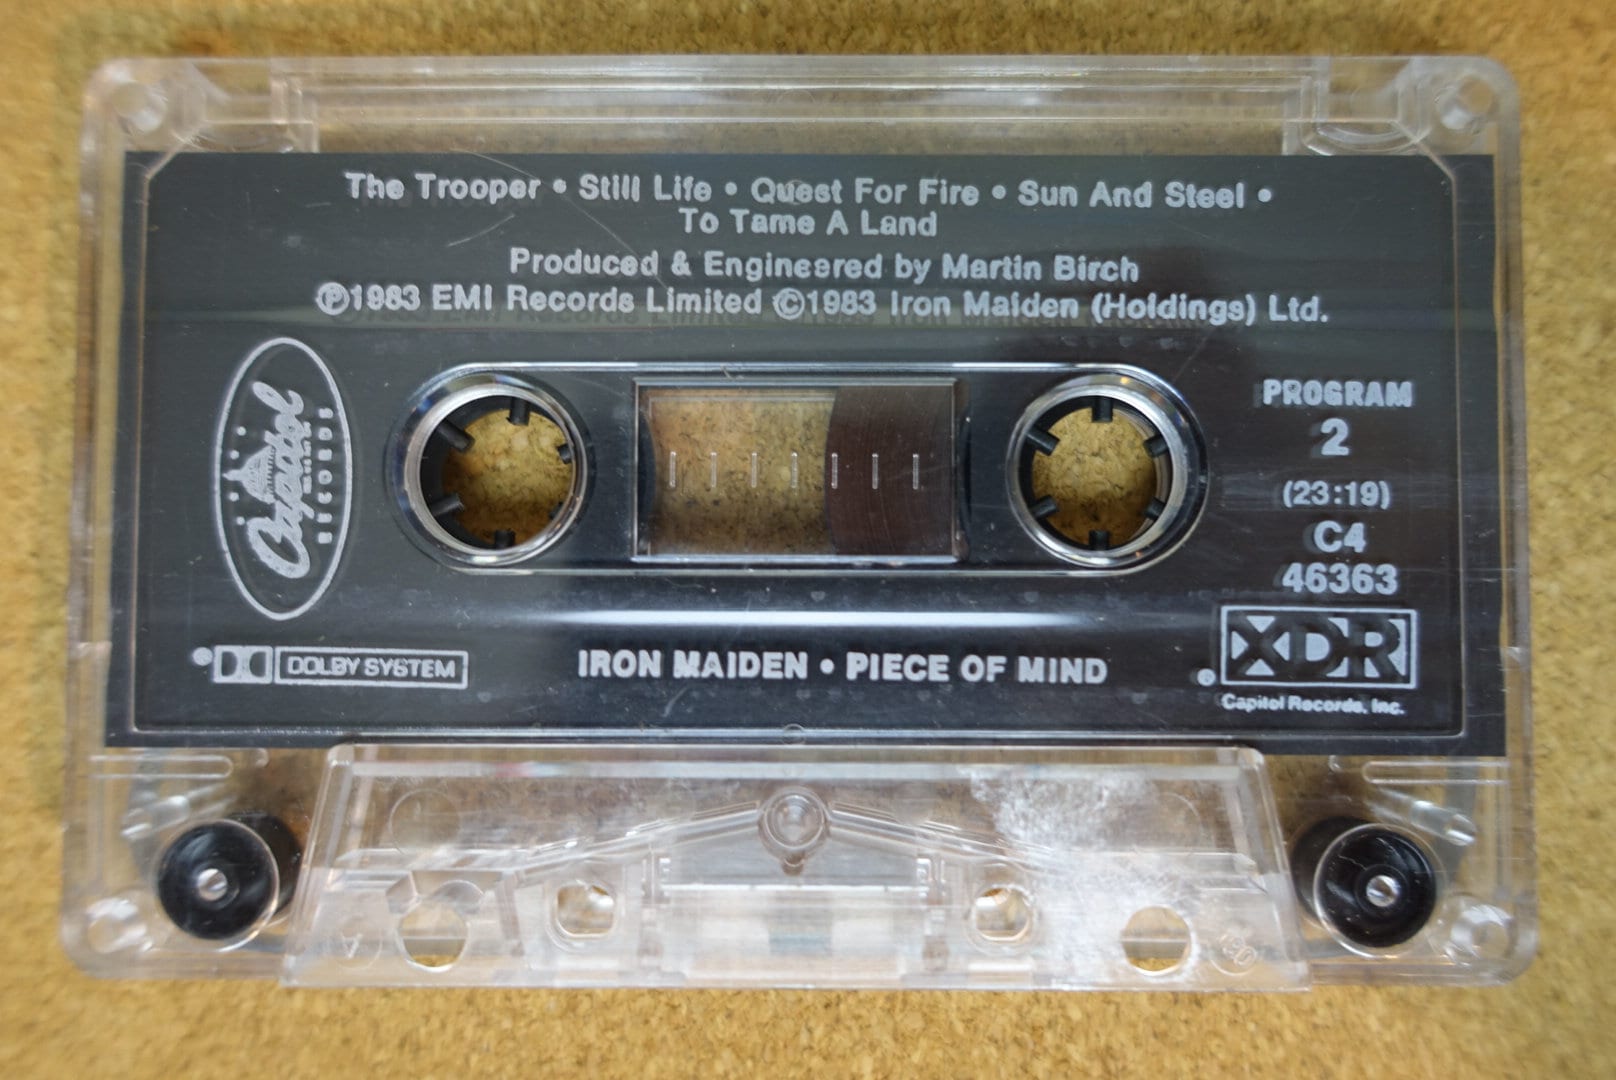 The Trooper • Still Life • Quest For Fire • Sun And Steel •
To Tame A Land
Produced & Engineered by Martin Birch
℗1983 EMI Records Limited ©1983 Iron Maiden (Holdings) Ltd.
Capitol
RECORDS
PROGRAM
2
(23:19)
C4
46363
® DOLBY SYSTEM
IRON MAIDEN • PIECE OF MIND
® XDR
Capitol Records, Inc.
A